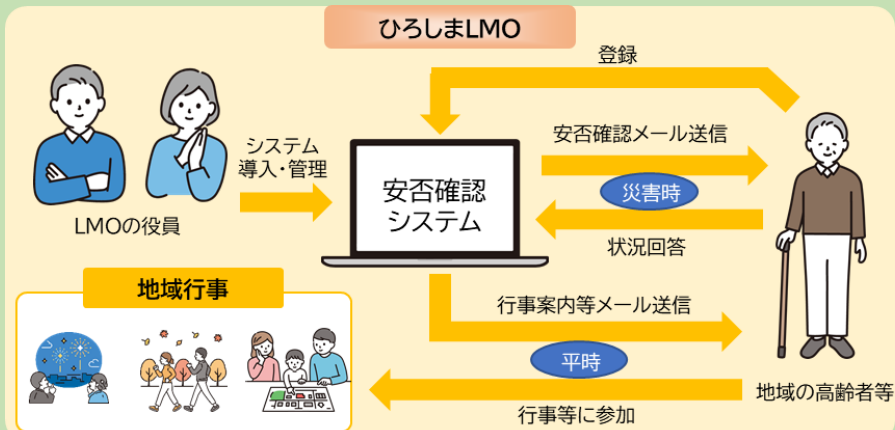 ひろしまLMO
登録
システム
導入・管理
安否確認メール送信
安否確認
システム
災害時
LMOの役員
状況回答
地域行事
行事案内等メール送信
平時
地域の高齢者等
行事等に参加